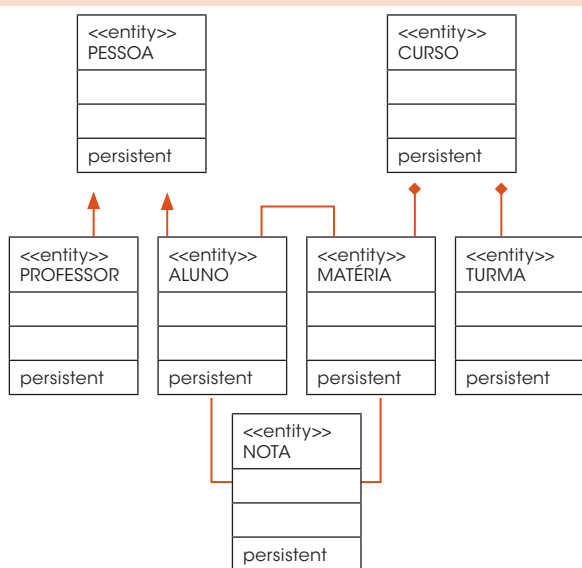 <<entity>>
PESSOA
persistent
<<entity>>
CURSO
persistent
<<entity>>
PROFESSOR
persistent
<<entity>>
ALUNO
persistent
<<entity>>
MATÉRIA
persistent
<<entity>>
TURMA
persistent
<<entity>>
NOTA
persistent